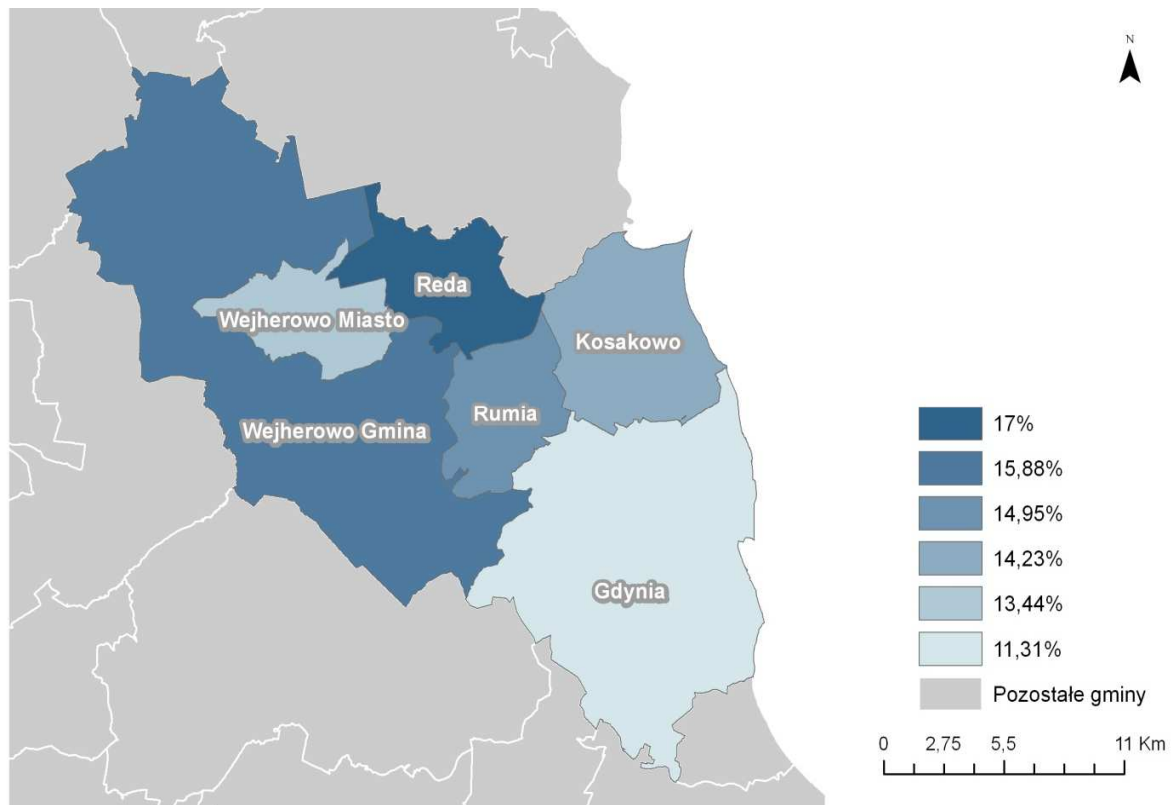 N
Reda
Wejherowo Miasto
Kosakowo
Rumia
Wejherowo Gmina
Gdynia
17%
15,88%
14,95%
14,23%
13,44%
11,31%
Pozostałe gminy
0 2,75 5,5 11 Km